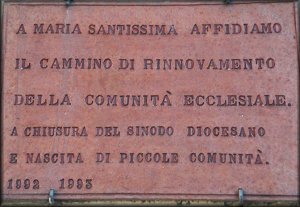 A MARIA SANTISSIMA AFFIDIAMO
IL CAMMINO DI RINNOVAMENTO
DELLA COMUNITÀ ECCLESIALE.
A CHIUSURA DEL SINODO DIOCESANO
E NASCITA DI PICCOLE COMUNITÀ.
1992 1993